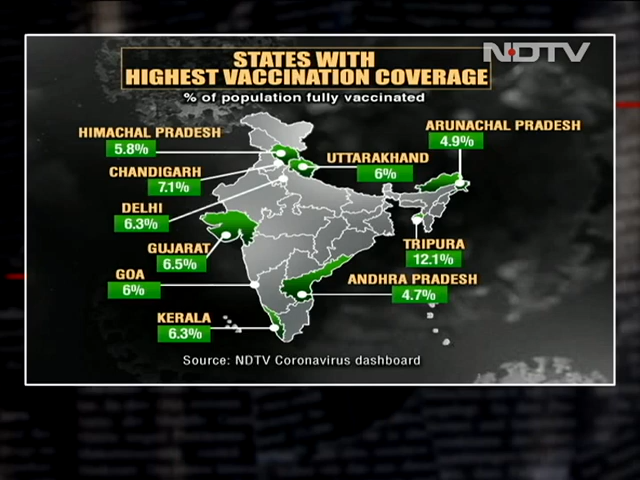 NDTV
STATES WITH
HIGHEST VACCINATION COVERAGE
% of population fully vaccinated
HIMACHAL PRADESH
5.8%
ARUNACHAL PRADESH
4.9%
UTTARAKHAND
6%
CHANDIGARH
7.1%
DELHI
6.3%
GUJARAT
6.5%
TRIPURA
12.1%
GOA
6%
ANDHRA PRADESH
4.7%
KERALA
6.3%
Source: NDTV Coronavirus dashboard